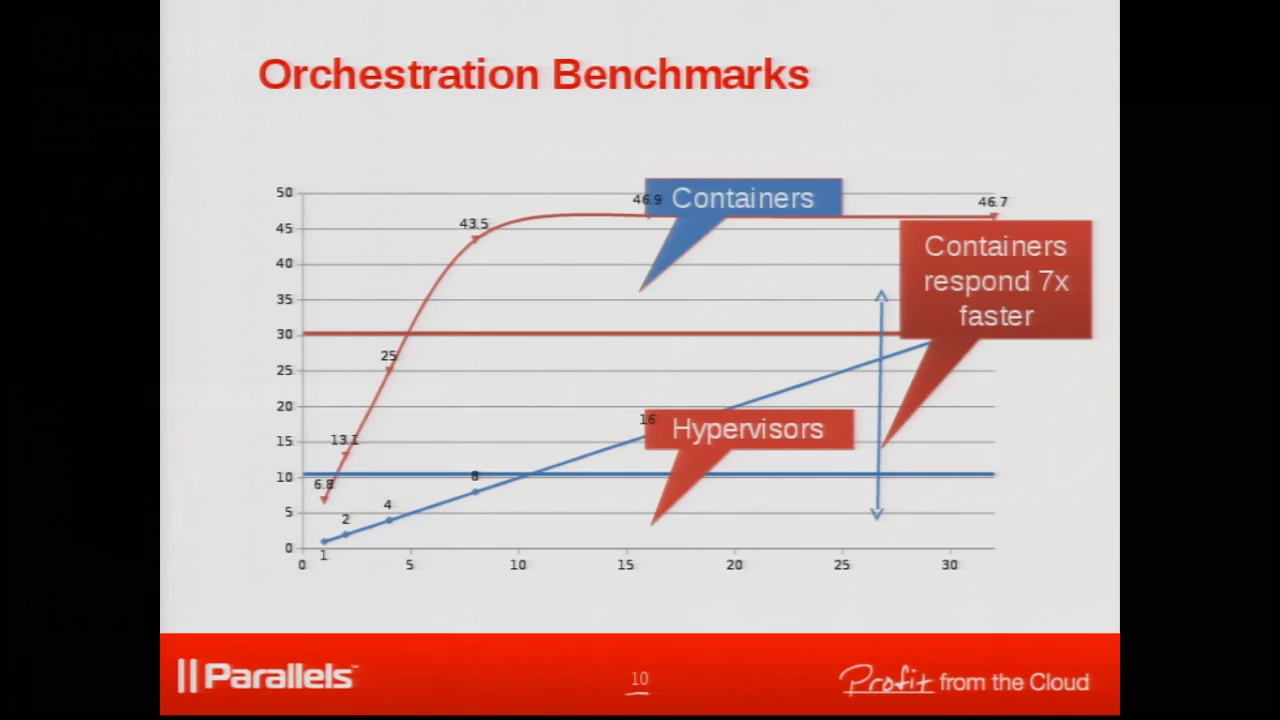 Orchestration Benchmarks
50
45
40
35
30
25
20
15
10
5
0
0 5 10 15 20 25 30
6.8
13.1
25
43.5
46.9
46.7
1
2
4
8
16
Containers
Containers
respond 7x
faster
Hypervisors
Parallels™
10
Profit from the Cloud